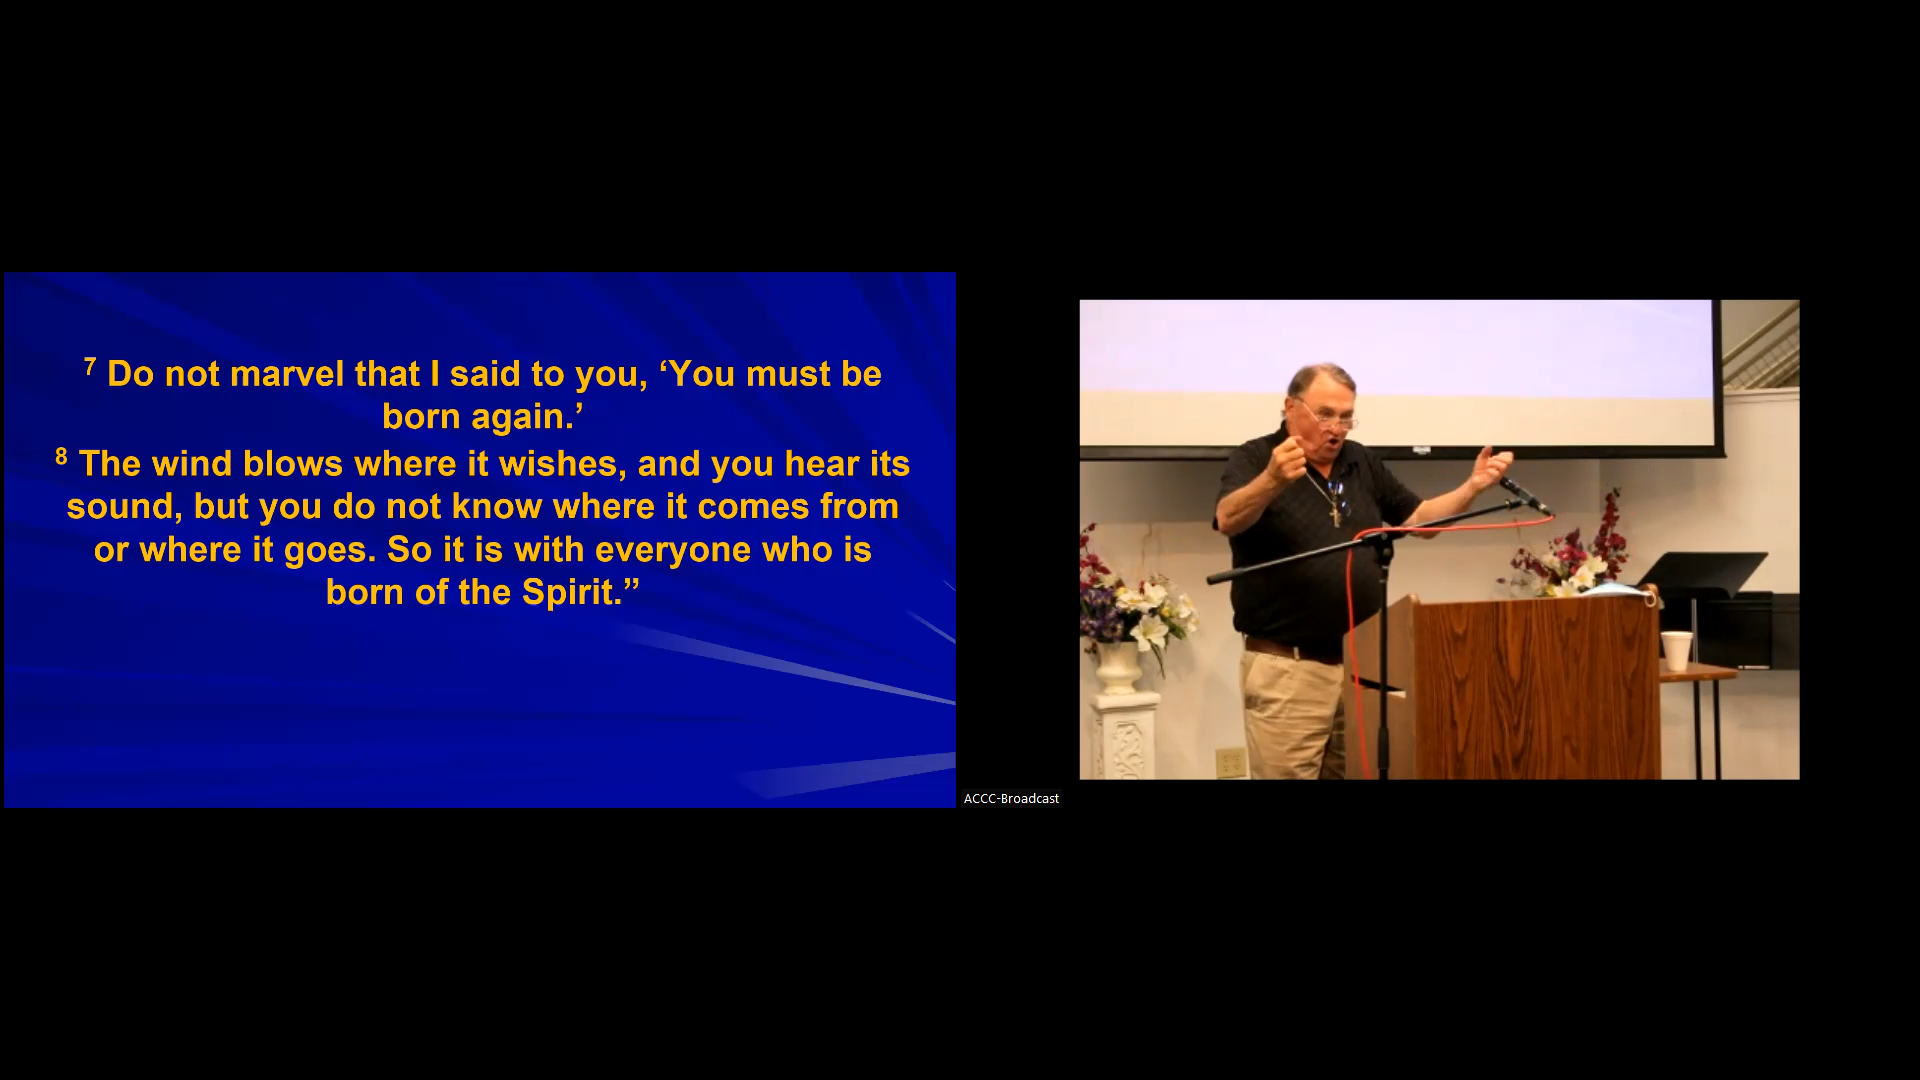 7 Do not marvel that I said to you, ‘You must be
born again.’
8 The wind blows where it wishes, and you hear its
sound, but you do not know where it comes from
or where it goes. So it is with everyone who is
born of the Spirit.”
ACCC-Broadcast